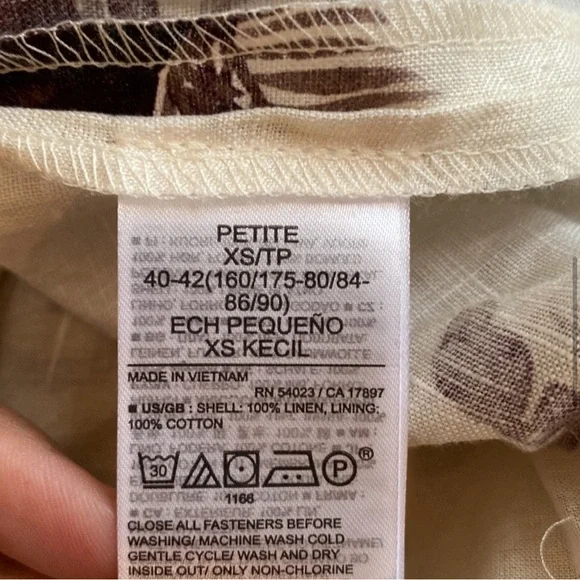 PETITE
XS/TP
40-42(160/175-80/84-
86/90)
ECH PEQUEÑO
XS KECIL
MADE IN VIETNAM
RN 54023 / CA 17897
■ US/GB : SHELL: 100% LINEN, LINING:
100% COTTON
30 P ®
1166
CLOSE ALL FASTENERS BEFORE
WASHING/ MACHINE WASH COLD
GENTLE CYCLE/ WASH AND DRY
INSIDE OUT/ ONLY NON-CHLORINE